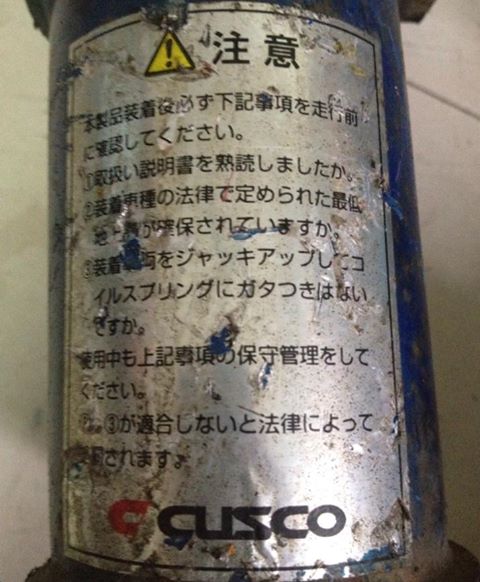 注意
本製品装着後必ず下記事項を走行前
に確認してください。
①取扱い説明書を熟読しましたか。
②装着車種の法律で定められた最低
地上高が確保されていますか。
③装着車両をジャッキアップしてコ
イルスプリングにガタつきはない
ですか。
使用中も上記事項の保守管理をして
ください。
②、③が適合しないと法律によって
されます。
CUSCO